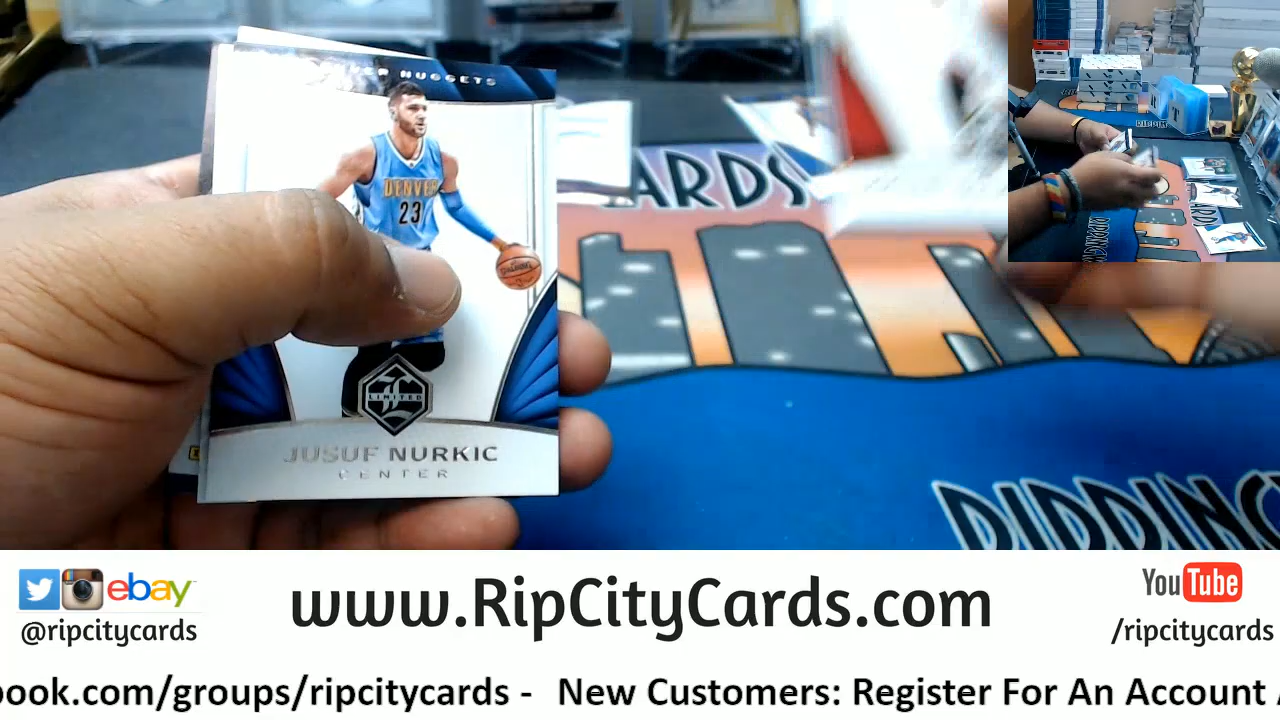 NUGGETS
DENVER
23
LIMITED
JUSUF NURKIC
CENTER
ARDS
ebay
@ripcitycards
www.RipCityCards.com
YouTube
/ripcitycards
book.com/groups/ripcitycards - New Customers: Register For An Account